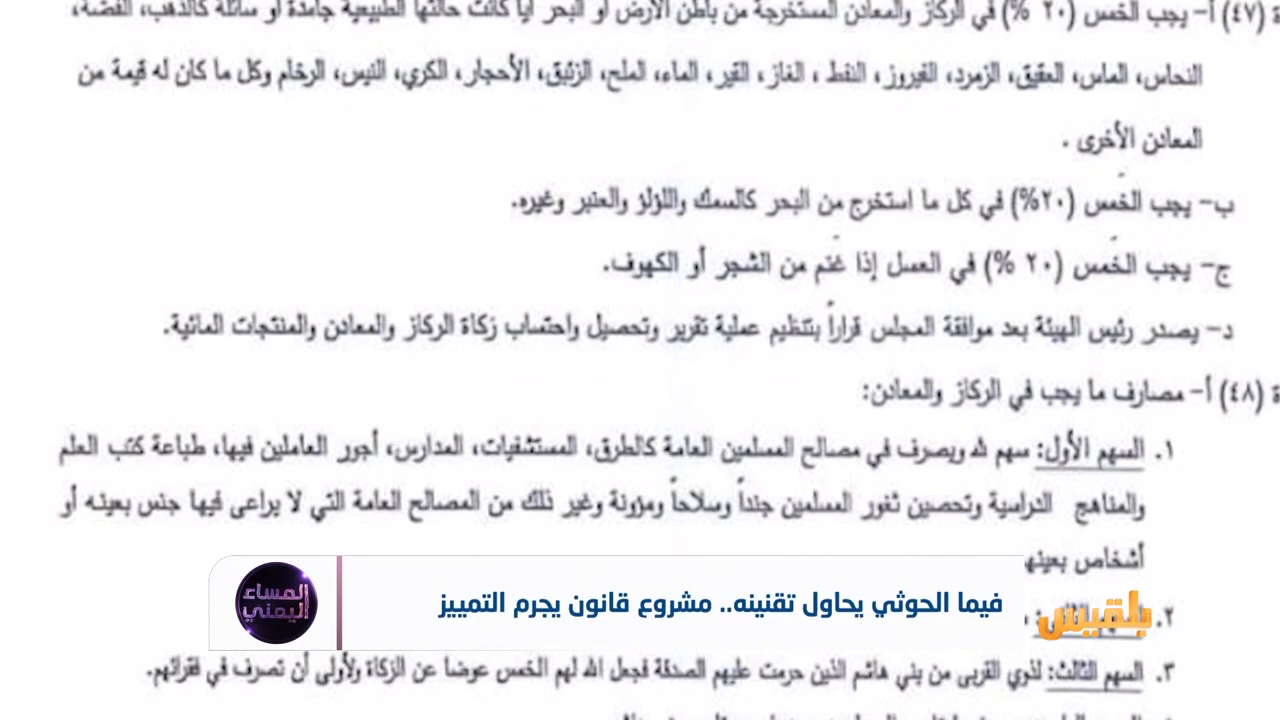 ة (٤٧) أ- يجب الخمس (٢٠ %) في الركاز والمعادن المستخرجة من باطن الأرض أو البحر أيا كانت حالتها الطبيعية جامدة أو سائلة كالذهب، الفضة،
النحاس، الماس، العقيق، الزمرد، الفيروز، النفط، الغاز، القير، الماء، الملح، الزئبق، الأحجار، الكري، النيس، الرخام وكل ما كان له قيمة من
المعادن الأخرى .
ب- يجب الخُمس (٢٠%) في كل ما استخرج من البحر كالسمك واللؤلؤ والعنبر وغيره.
ج- يجب الخُمس (٢٠ %) في العسل إذا غُنم من الشجر أو الكهوف.
د- يصدر رئيس الهيئة بعد موافقة المجلس قراراً بتنظيم عملية تقرير وتحصيل واحتساب زكاة الركاز والمعادن والمنتجات المائية.
ة (٤٨) أ- مصارف ما يجب في الركاز والمعادن:
١. السهم الأول: سهم لله ويصرف في مصالح المسلمين العامة كالطرق، المستشفيات، المدارس، أجور العاملين فيها، طباعة كتب العلم
والمناهج الدراسية وتحصين ثغور المسلمين جنداً وسلاحاً ومؤونة وغير ذلك من المصالح العامة التي لا يراعى فيها جنس بعينه أو
أشخاص بعينها
المساء اليمني
فيما الحوثي يحاول تقنينه.. مشروع قانون يجرم التمييز
بلقيس
٢.
٣. السهم الثالث: لذوي القربى من بني هاشم الذين حرمت عليهم الصدقة فجعل الله لهم الخمس عوضا عن الزكاة ولأولى أن تصرف في فقرائهم.